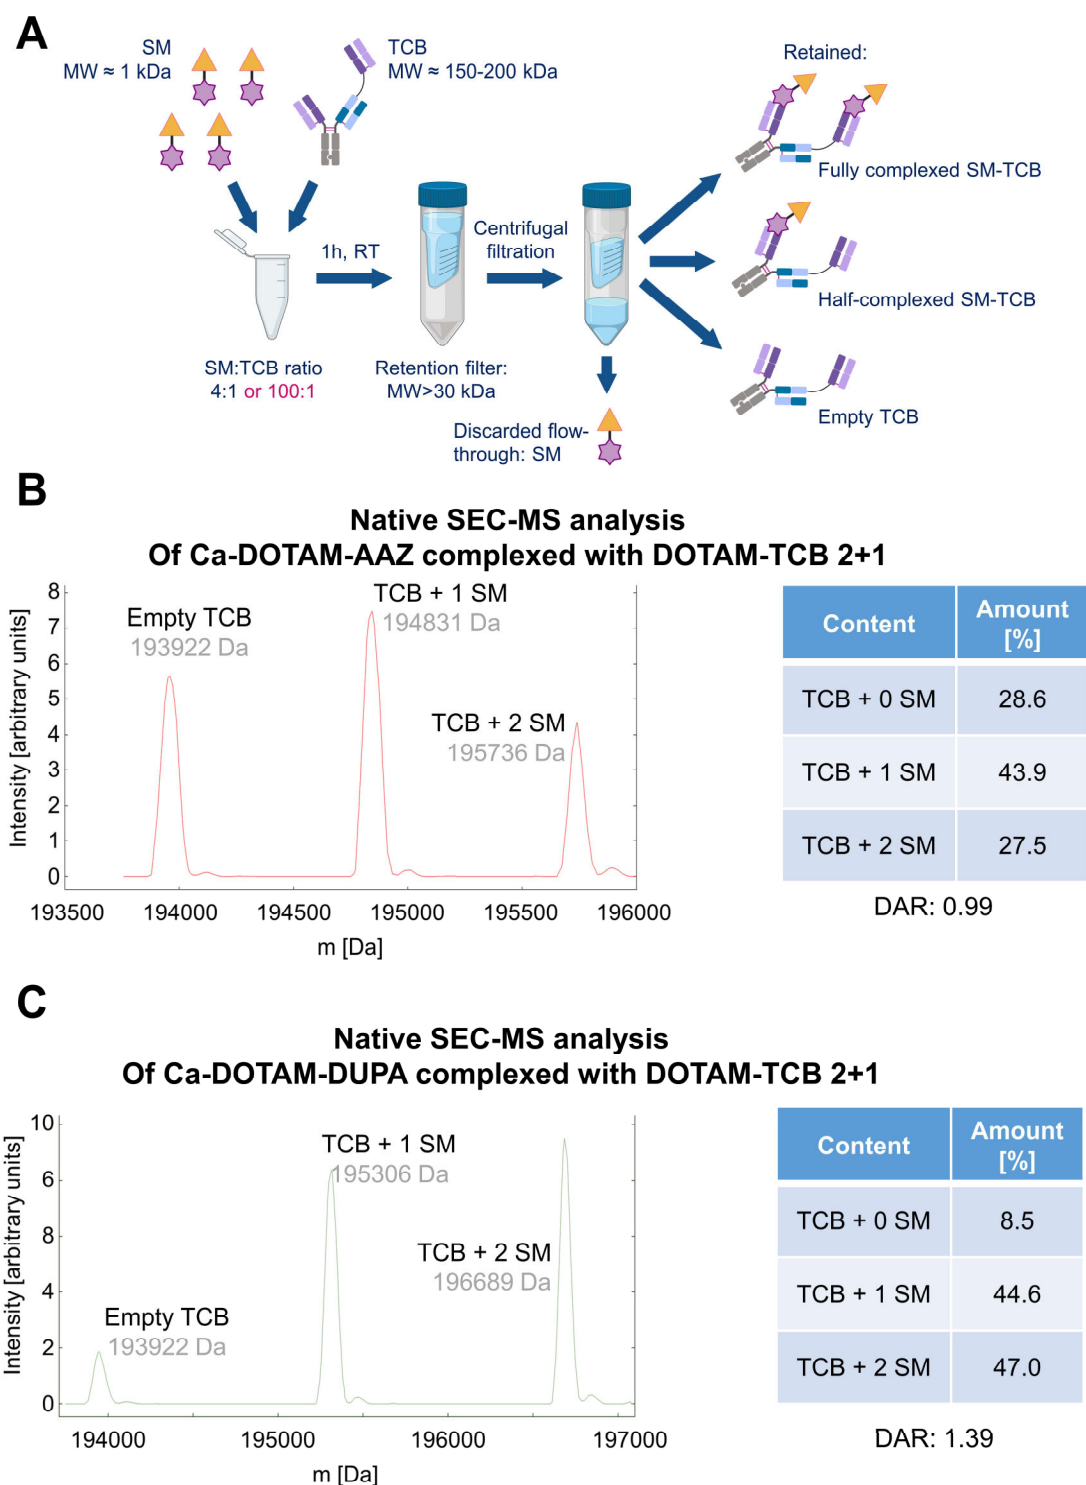 A
SM
MW ≈ 1 kDa
TCB
MW ≈ 150-200 kDa
Retained:
Fully complexed SM-TCB
1h, RT
Centrifugal
filtration
Half-complexed SM-TCB
SM:TCB ratio
4:1 or 100:1
Retention filter:
MW>30 kDa
Empty TCB
Discarded flow-
through: SM
B
Native SEC-MS analysis
Of Ca-DOTAM-AAZ complexed with DOTAM-TCB 2+1
Intensity [arbitrary units]
8
7
6
5
4
3
2
1
0
Empty TCB
193922 Da
TCB + 1 SM
194831 Da
TCB + 2 SM
195736 Da
193500 194000 194500 195000 195500 196000
m [Da]
Content Amount [%]
TCB + 0 SM 28.6
TCB + 1 SM 43.9
TCB + 2 SM 27.5
DAR: 0.99
C
Native SEC-MS analysis
Of Ca-DOTAM-DUPA complexed with DOTAM-TCB 2+1
Intensity [arbitrary units]
10
6
8
4
2
0
TCB + 1 SM
195306 Da
TCB + 2 SM
196689 Da
Empty TCB
193922 Da
194000 195000 196000 197000
m [Da]
Content Amount [%]
TCB + 0 SM 8.5
TCB + 1 SM 44.6
TCB + 2 SM 47.0
DAR: 1.39